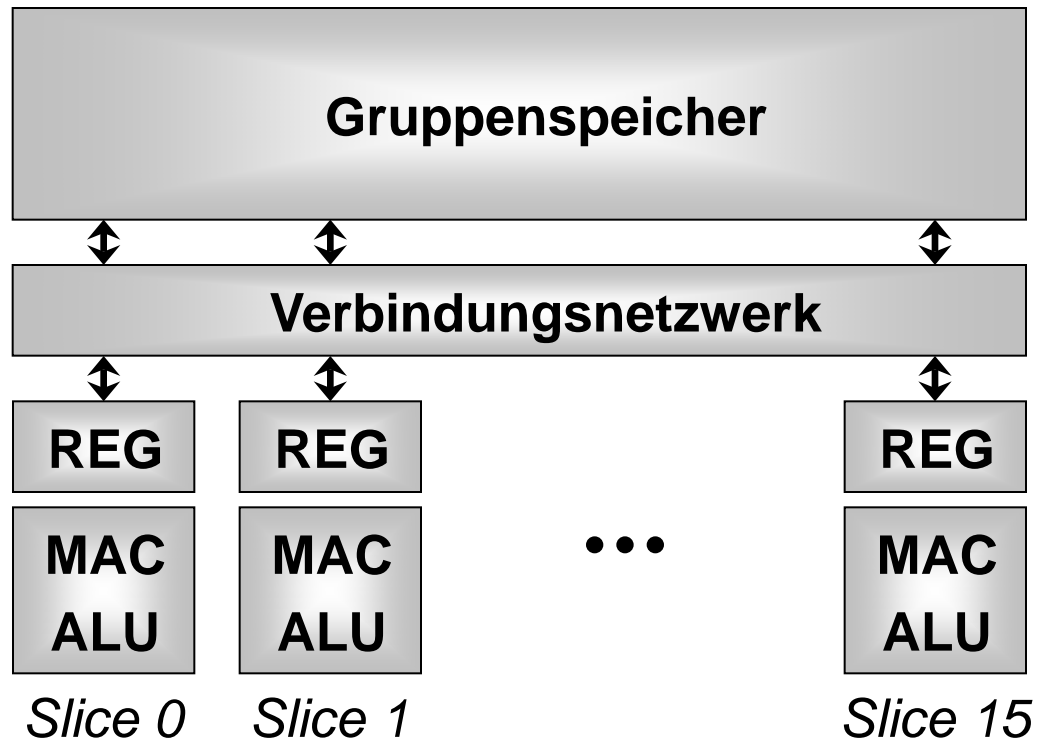 Gruppenspeicher
Verbindungsnetzwerk
REG REG REG
MAC MAC ... MAC
ALU ALU ALU
Slice 0 Slice 1 Slice 15